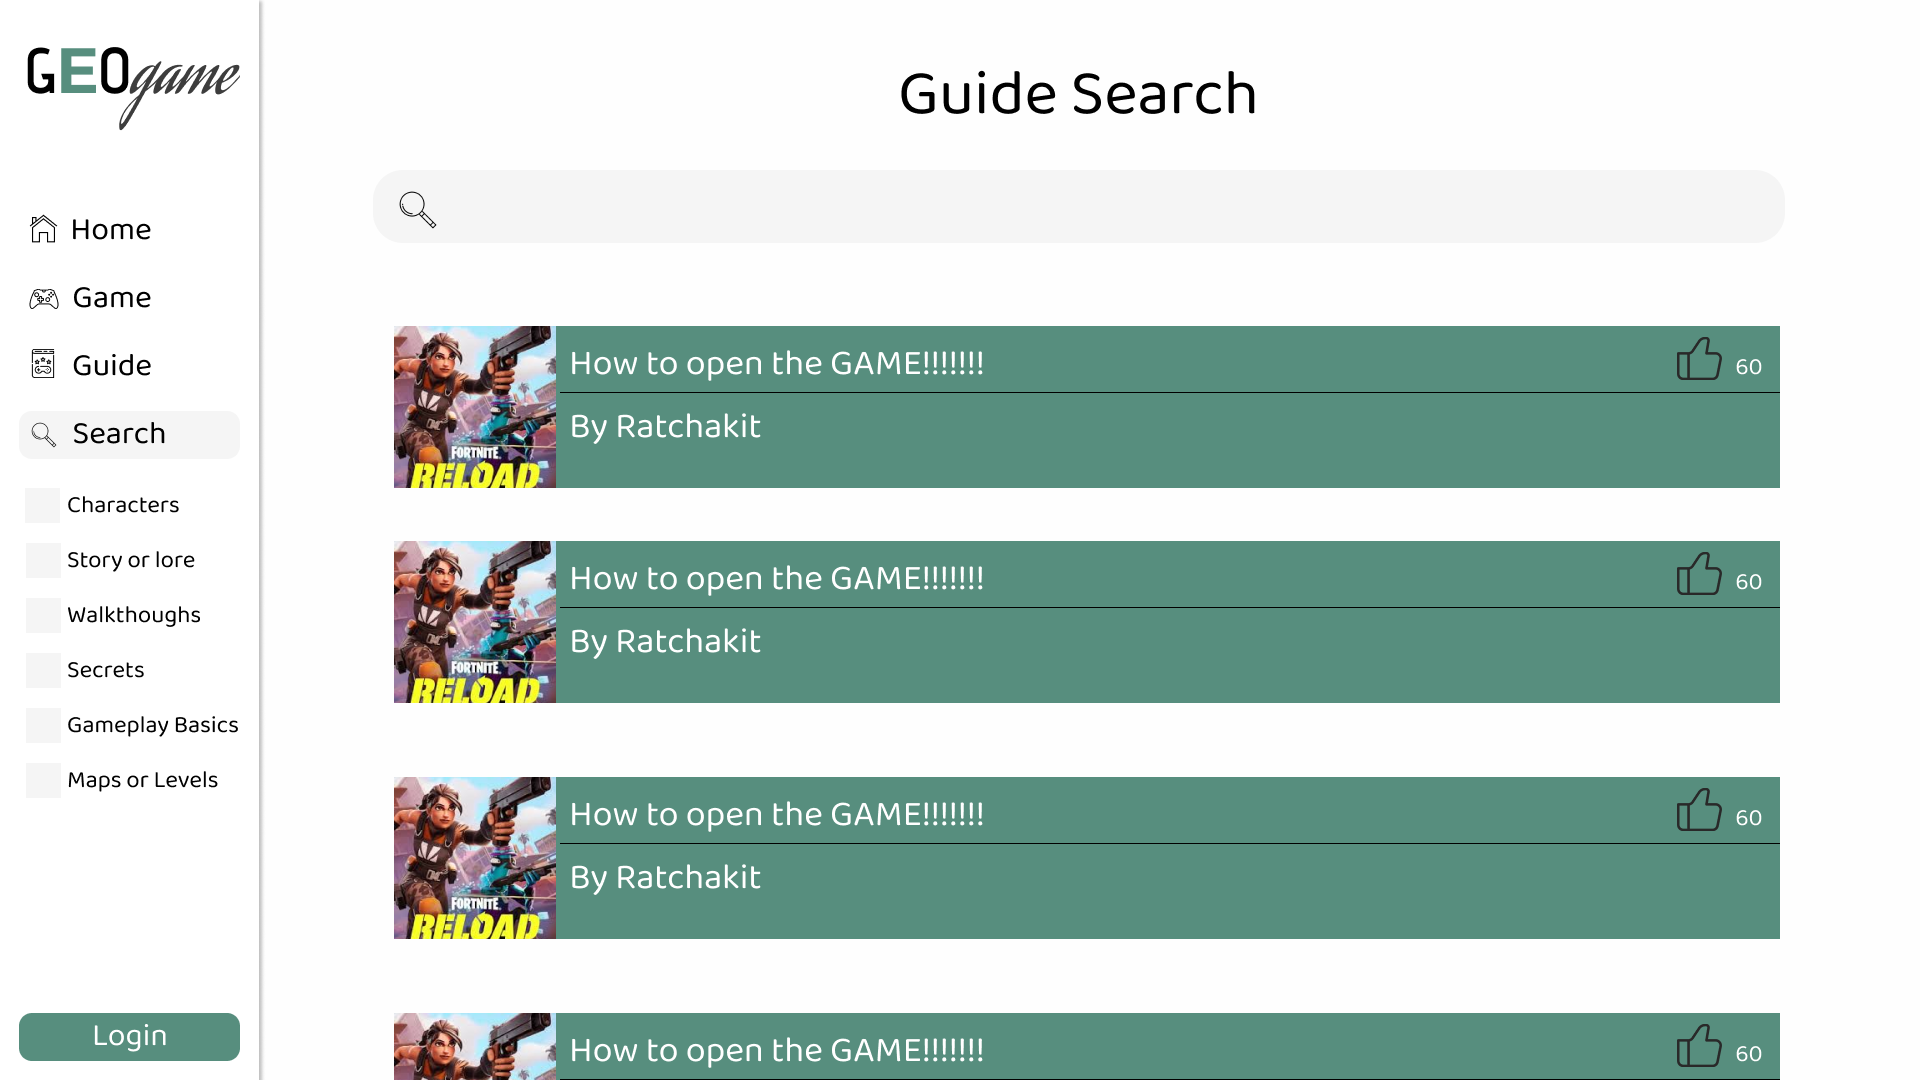 GEOgame
Home
Game
Guide
Search
Characters
Story or lore
Walkthoughs
Secrets
Gameplay Basics
Maps or Levels
Login
Guide Search
How to open the GAME!!!!!!!
60
By Ratchakit
FORTNITE
RELOAD
How to open the GAME!!!!!!!
60
By Ratchakit
FORTNITE
RELOAD
How to open the GAME!!!!!!!
60
By Ratchakit
FORTNITE
RELOAD
How to open the GAME!!!!!!!
60